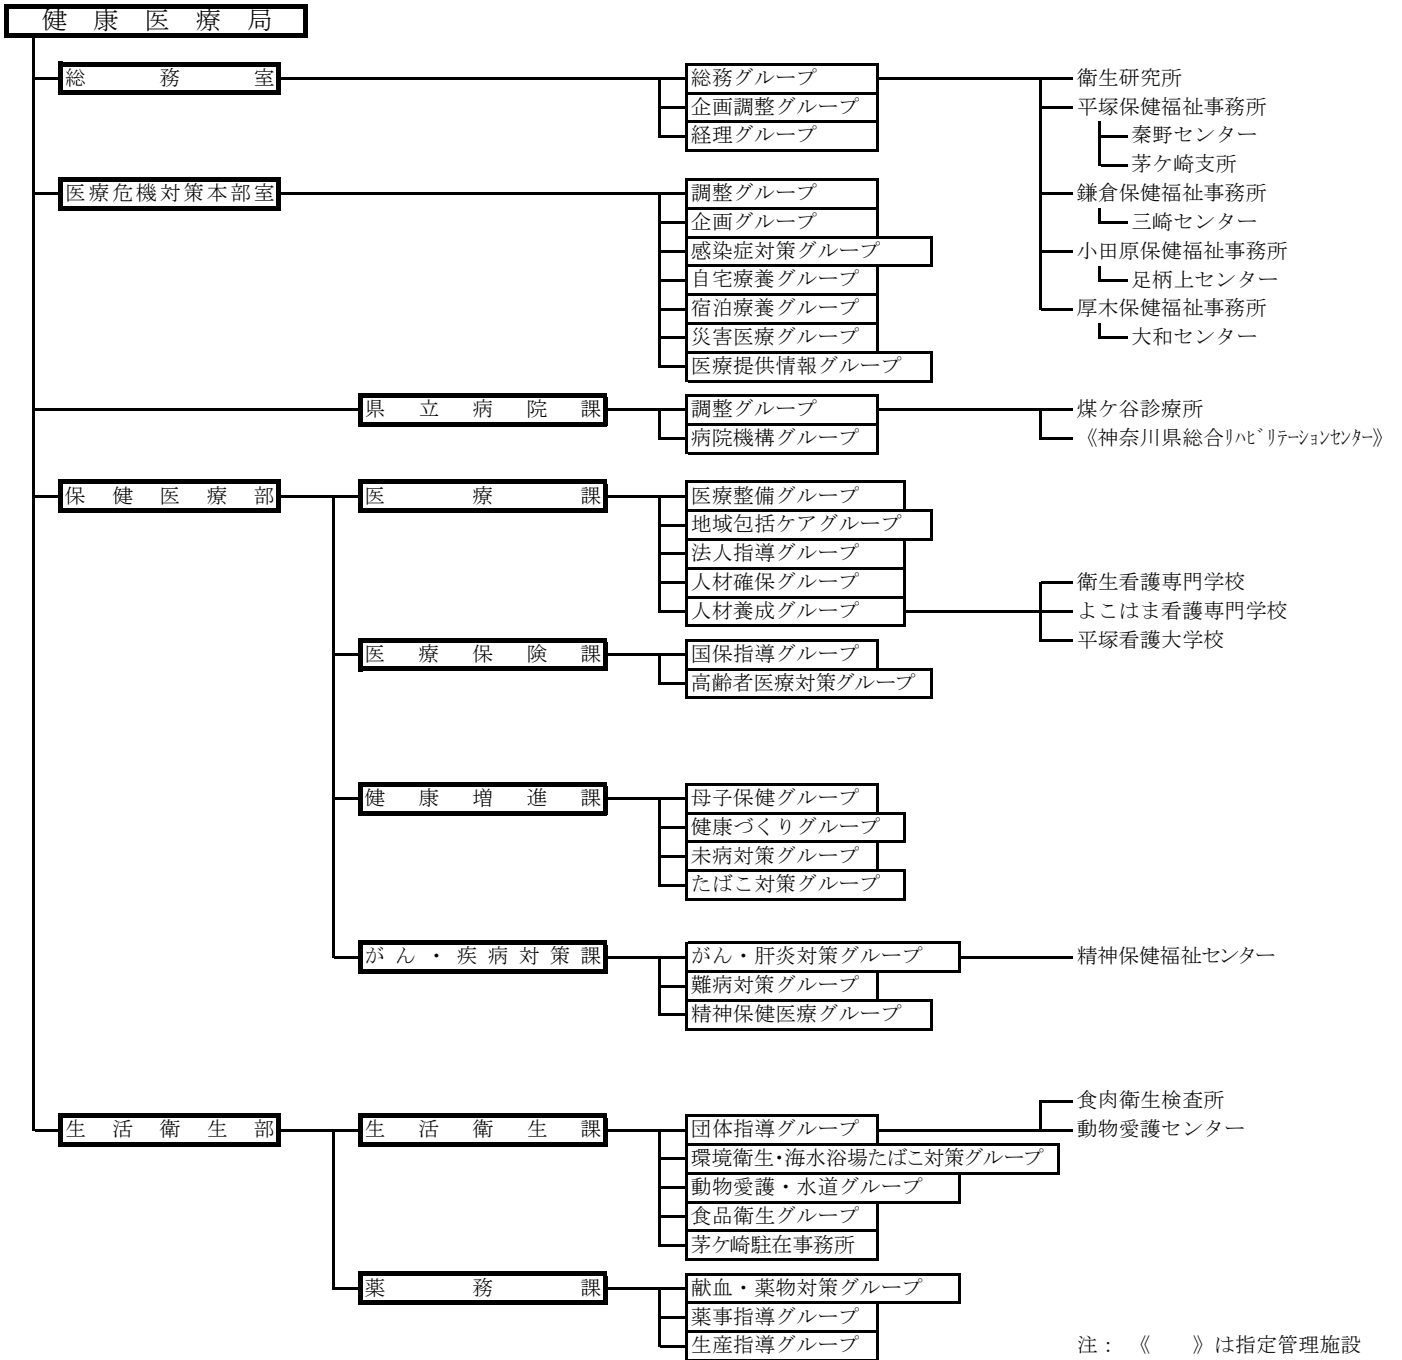 健康医療局
総務室 総務グループ 衛生研究所
企画調整グループ 平塚保健福祉事務所
経理グループ 秦野センター
茅ケ崎支所
医療危機対策本部室 調整グループ 鎌倉保健福祉事務所
企画グループ 三崎センター
感染症対策グループ 小田原保健福祉事務所
自宅療養グループ 足柄上センター
宿泊療養グループ 厚木保健福祉事務所
災害医療グループ 大和センター
医療提供情報グループ
県立病院課 調整グループ 煤ケ谷診療所
病院機構グループ 《神奈川県総合ﾘﾊﾋﾞﾘﾃｰｼｮﾝｾﾝﾀｰ》
保健医療部 医療課 医療整備グループ
地域包括ケアグループ
法人指導グループ
人材確保グループ 衛生看護専門学校
人材養成グループ よこはま看護専門学校
平塚看護大学校
医療保険課 国保指導グループ
高齢者医療対策グループ
健康増進課 母子保健グループ
健康づくりグループ
未病対策グループ
たばこ対策グループ
がん・疾病対策課 がん・肝炎対策グループ 精神保健福祉センター
難病対策グループ
精神保健医療グループ
食肉衛生検査所
生活衛生部 生活衛生課 団体指導グループ 動物愛護センター
環境衛生・海水浴場たばこ対策グループ
動物愛護・水道グループ
食品衛生グループ
茅ケ崎駐在事務所
薬務課 献血・薬物対策グループ
薬事指導グループ
生産指導グループ 注： 《　　》は指定管理施設